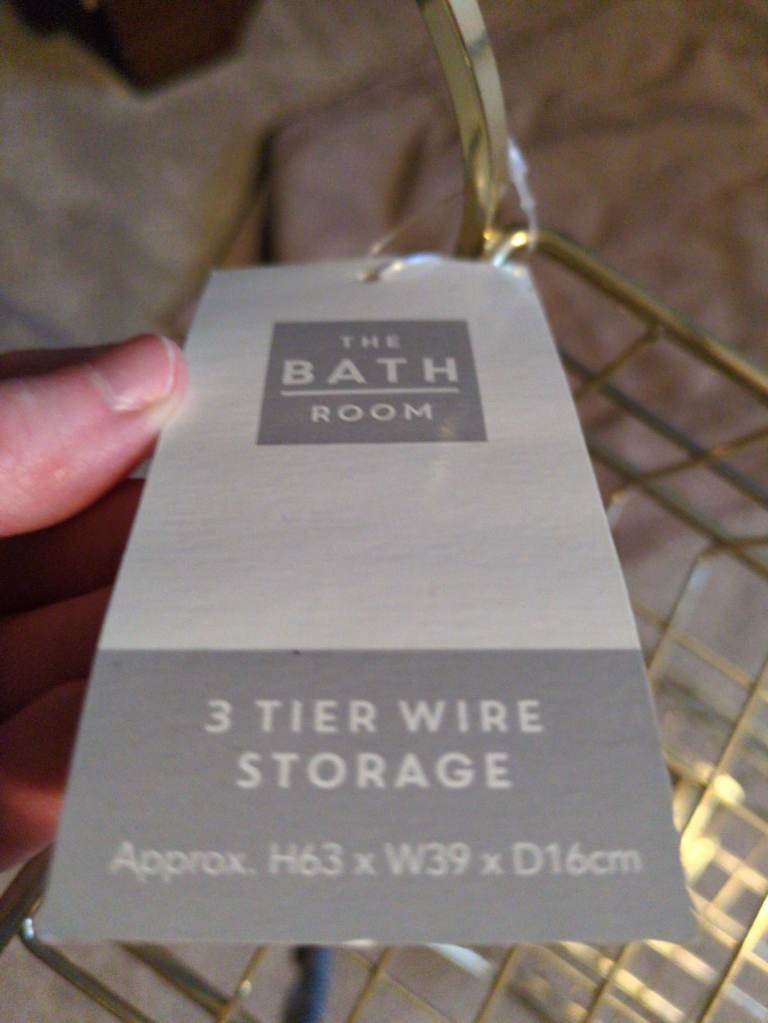 THE
BATH
ROOM
3 TIER WIRE
STORAGE
Approx. H63 x W39 x D16cm